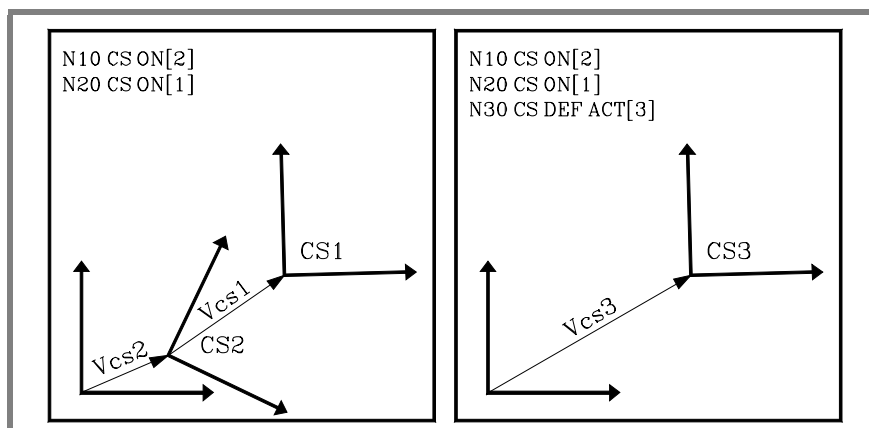 N10 CS ON[2]
N20 CS ON[1]
CS1
Vcs1
CS2
Vcs2
N10 CS ON[2]
N20 CS ON[1]
N30 CS DEF ACT[3]
CS3
Vcs3